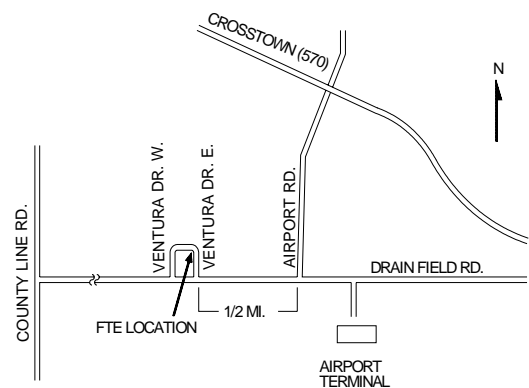 CROSSTOWN (570)
N
COUNTY LINE RD.
VENTURA DR. W.
VENTURA DR. E.
AIRPORT RD.
DRAIN FIELD RD.
1/2 MI.
FTE LOCATION
AIRPORT
TERMINAL